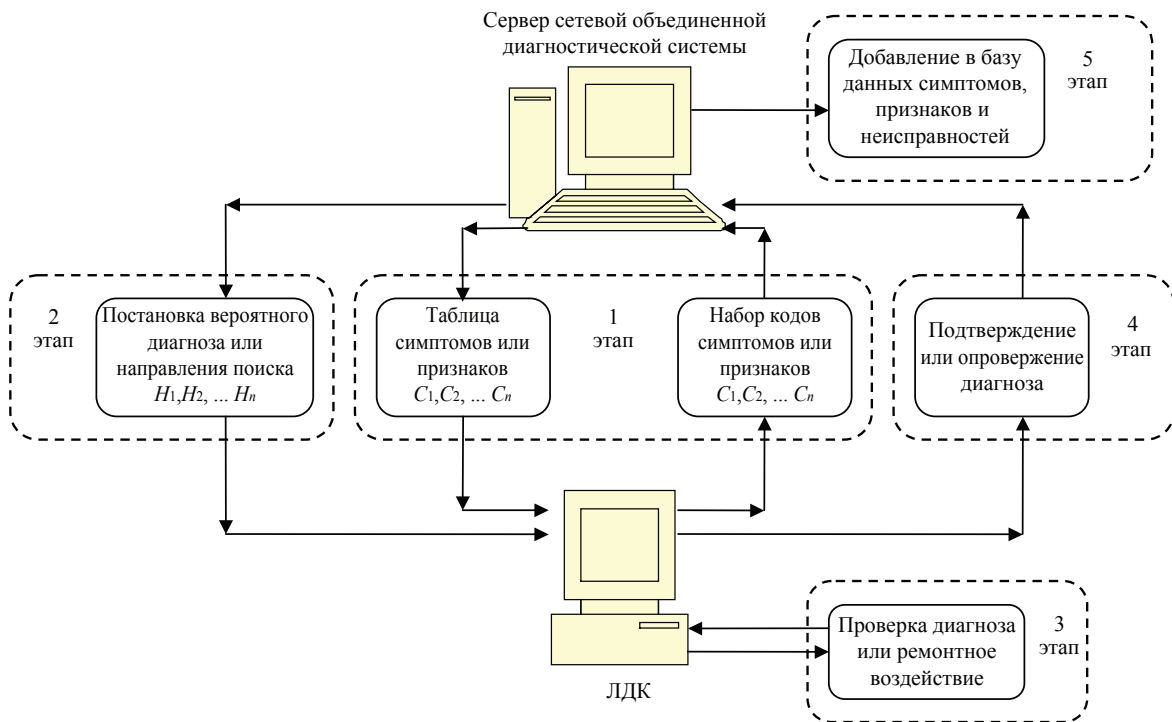 Сервер сетевой объединенной
диагностической системы
Добавление в базу
данных симптомов,
признаков и
неисправностей
5
этап
2
этап
Постановка вероятного
диагноза или
направления поиска
H1,H2, ... Hn
Таблица
симптомов или
признаков
C1,C2, ... Cn
1
этап
Набор кодов
симптомов или
признаков
C1,C2, ... Cn
Подтверждение
или опровержение
диагноза
4
этап
ЛДК
Проверка диагноза
или ремонтное
воздействие
3
этап